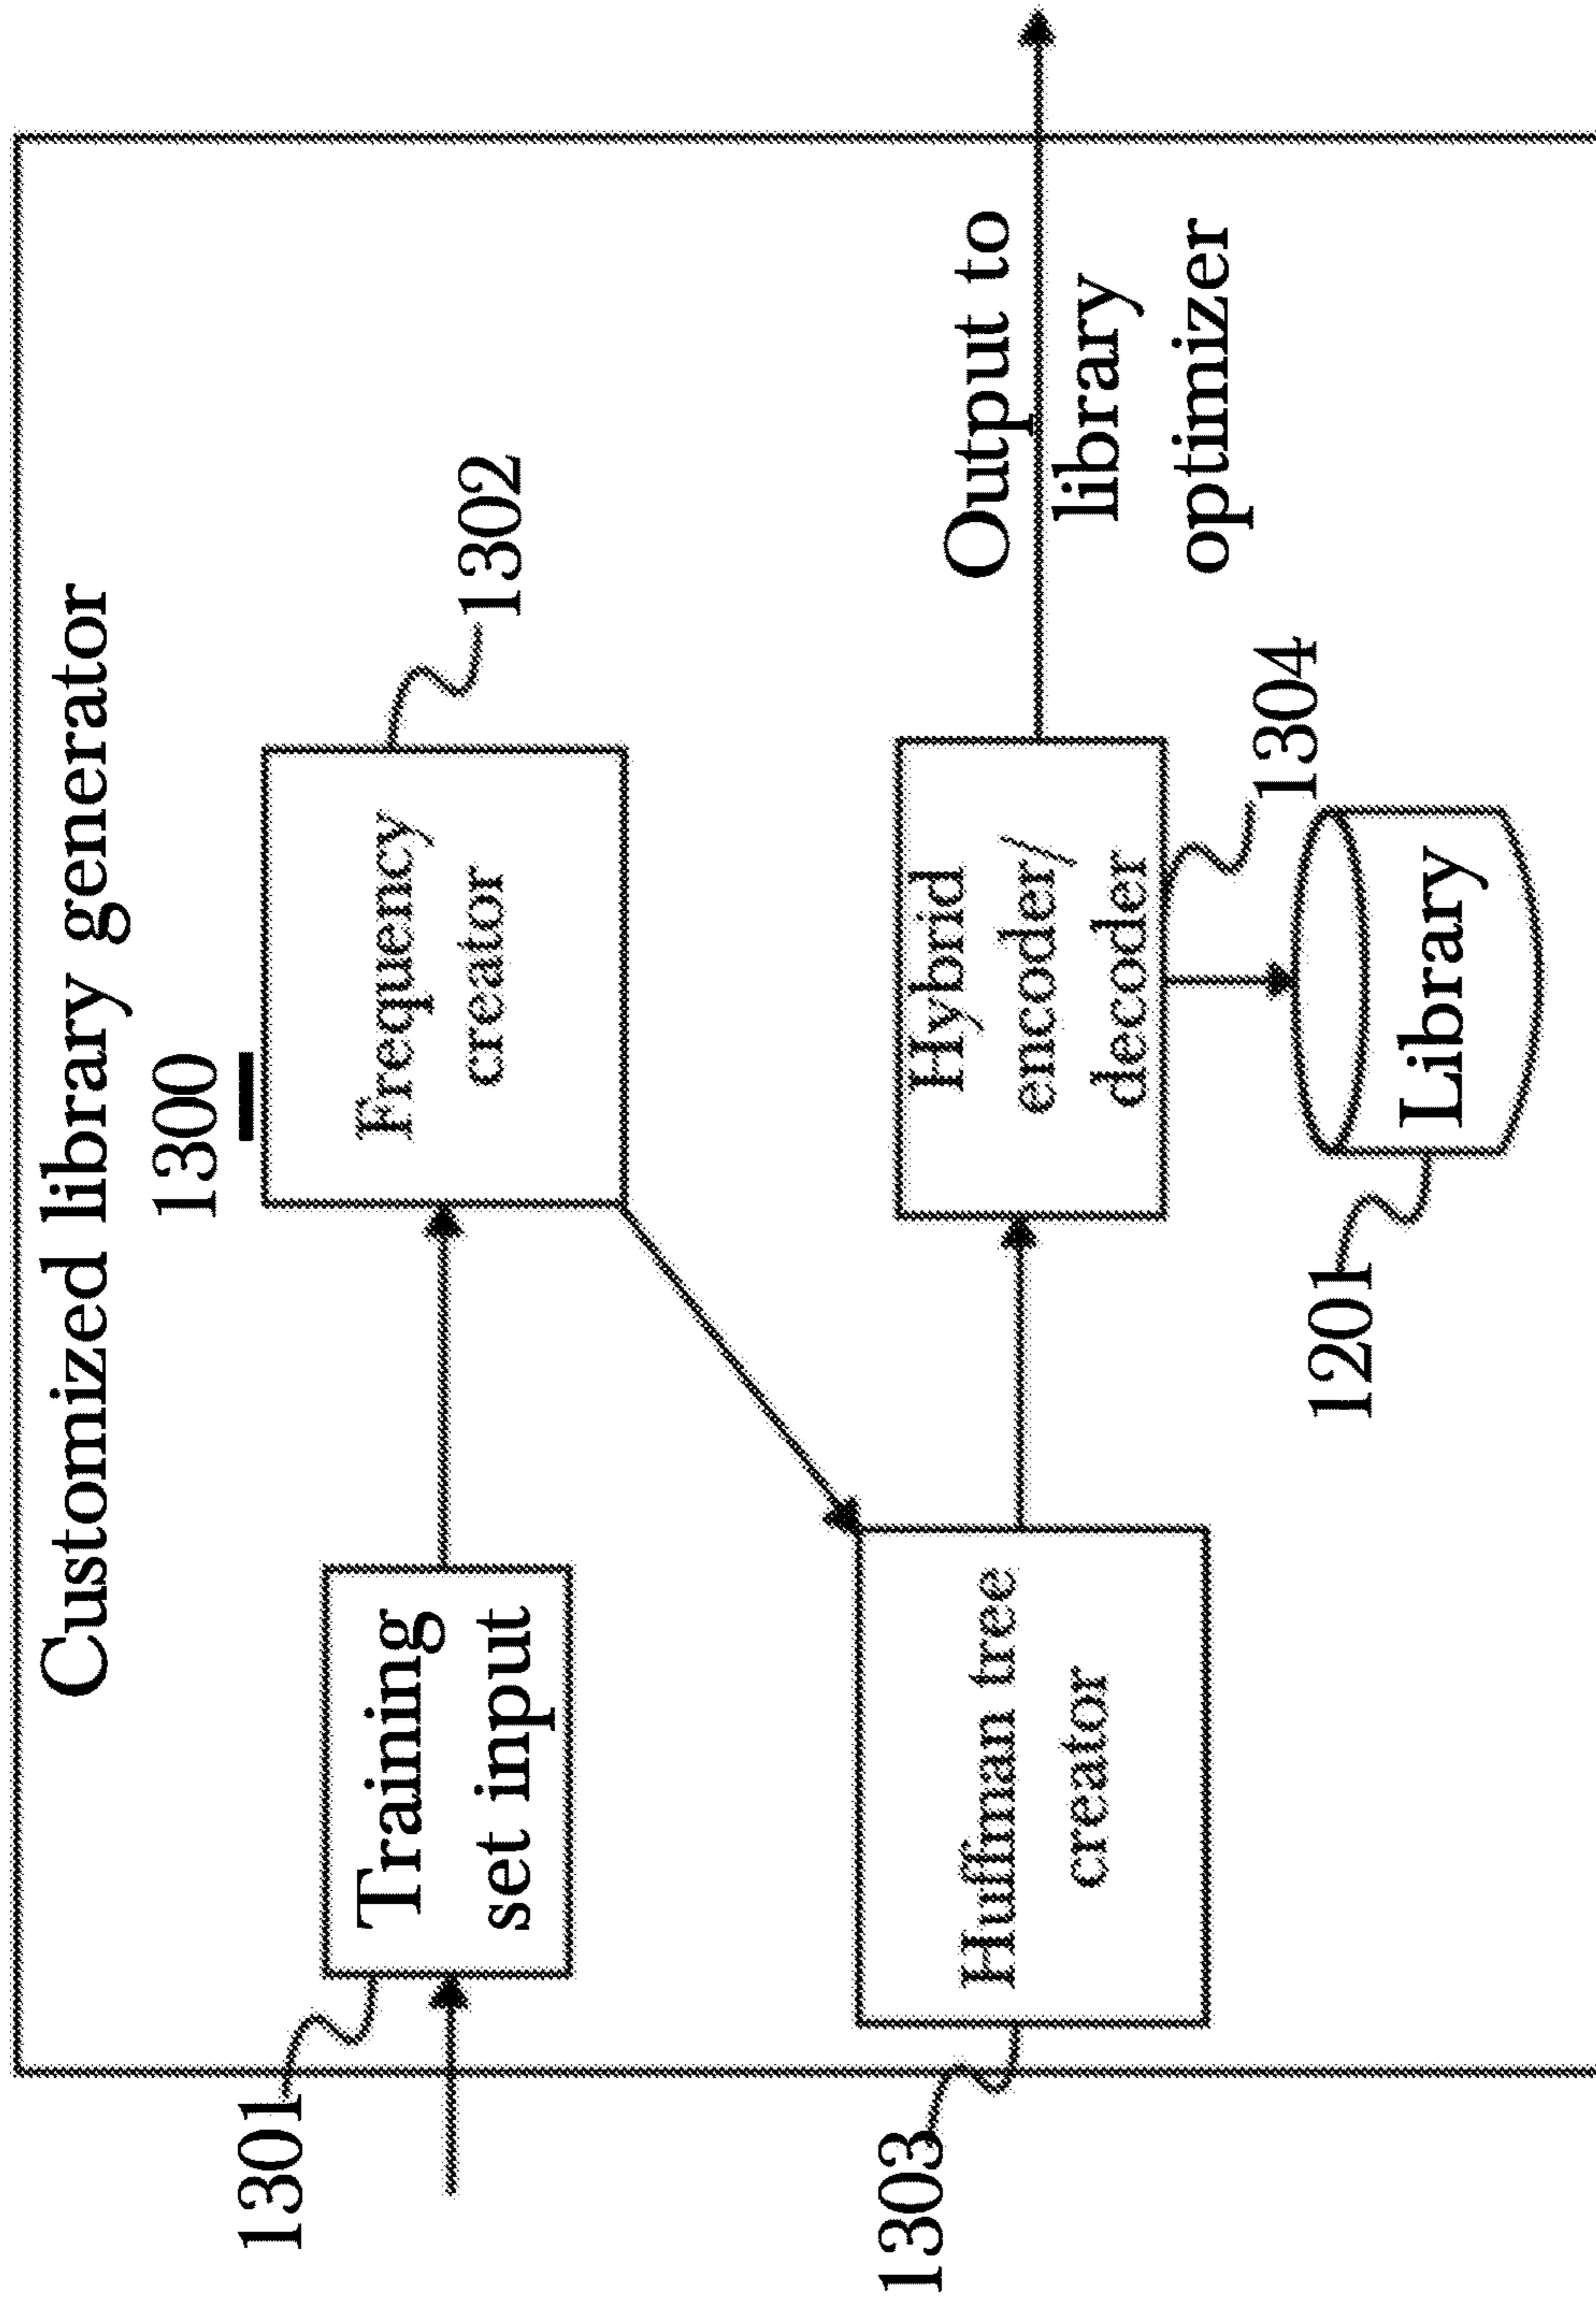 Customized library generator
1300
1301
Training
set input
Frequency
creator
1302
1303
Huffman tree
creator
Hybrid
encoder/
decoder
1304
Output to
library
optimizer
1201
Library